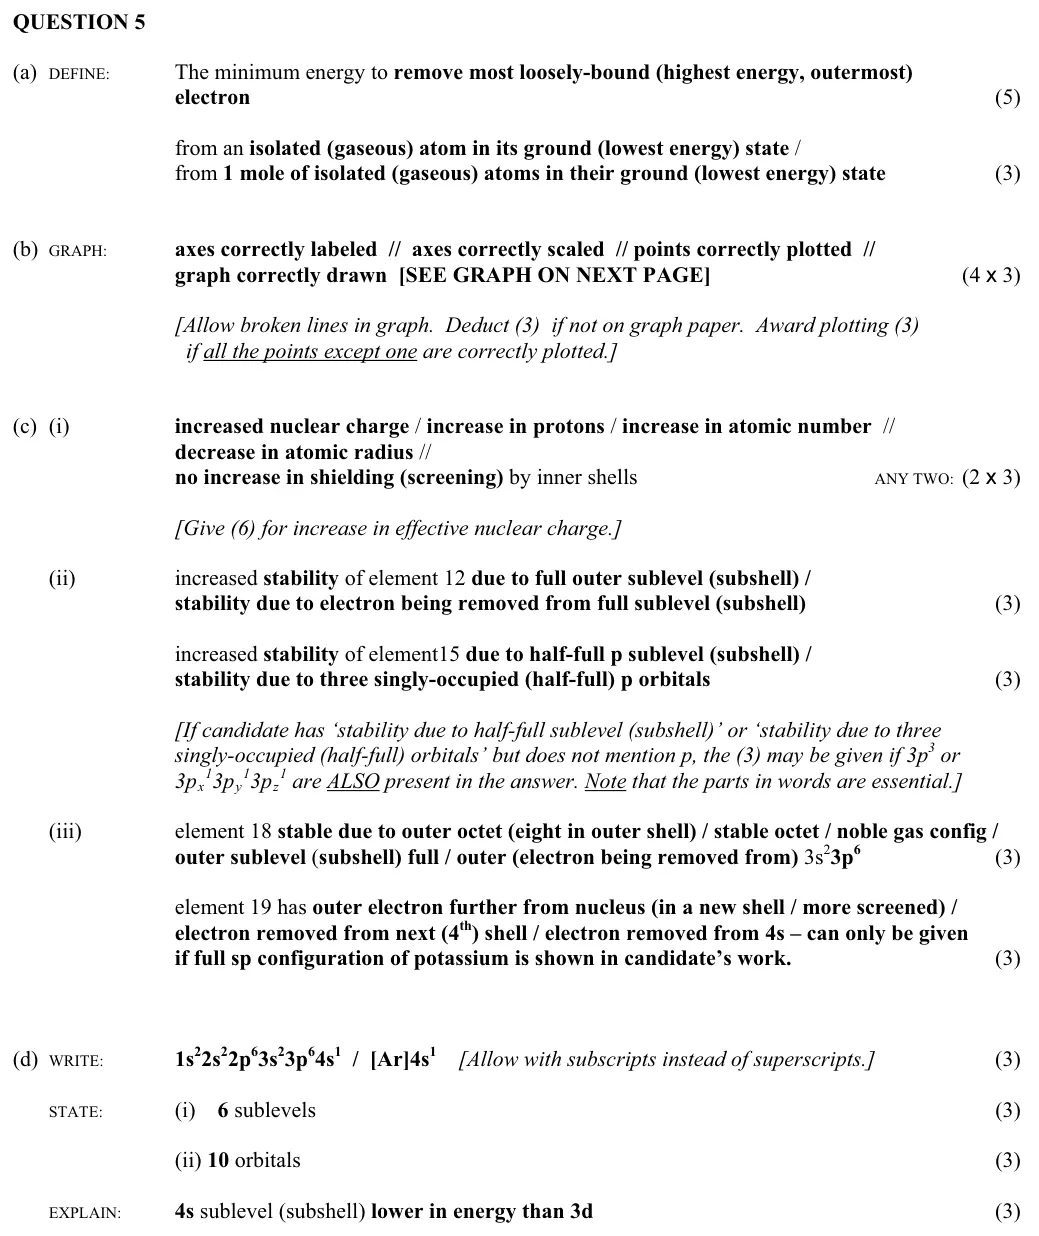 QUESTION 5
(a) DEFINE: The minimum energy to remove most loosely-bound (highest energy, outermost)
electron (5)
from an isolated (gaseous) atom in its ground (lowest energy) state /
from 1 mole of isolated (gaseous) atoms in their ground (lowest energy) state (3)
(b) GRAPH: axes correctly labeled // axes correctly scaled // points correctly plotted //
graph correctly drawn [SEE GRAPH ON NEXT PAGE] (4 x 3)
[Allow broken lines in graph. Deduct (3) if not on graph paper. Award plotting (3)
if all the points except one are correctly plotted.]
(c) (i) increased nuclear charge / increase in protons / increase in atomic number //
decrease in atomic radius //
no increase in shielding (screening) by inner shells ANY TWO: (2 x 3)
[Give (6) for increase in effective nuclear charge.]
(ii) increased stability of element 12 due to full outer sublevel (subshell) /
stability due to electron being removed from full sublevel (subshell) (3)
increased stability of element15 due to half-full p sublevel (subshell) /
stability due to three singly-occupied (half-full) p orbitals (3)
[If candidate has ‘stability due to half-full sublevel (subshell)’ or ‘stability due to three
singly-occupied (half-full) orbitals’ but does not mention p, the (3) may be given if 3p³ or
3pₓ¹3p_y¹3p_z¹ are ALSO present in the answer. Note that the parts in words are essential.]
(iii) element 18 stable due to outer octet (eight in outer shell) / stable octet / noble gas config /
outer sublevel (subshell) full / outer (electron being removed from) 3s²3p⁶ (3)
element 19 has outer electron further from nucleus (in a new shell / more screened) /
electron removed from next (4th) shell / electron removed from 4s – can only be given
if full sp configuration of potassium is shown in candidate’s work. (3)
(d) WRITE: 1s²2s²2p⁶3s²3p⁶4s¹ / [Ar]4s¹ [Allow with subscripts instead of superscripts.] (3)
STATE: (i) 6 sublevels (3)
(ii) 10 orbitals (3)
EXPLAIN: 4s sublevel (subshell) lower in energy than 3d (3)